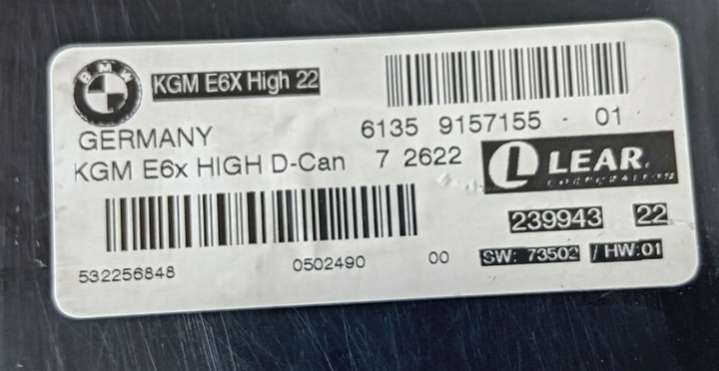 BMW
KGM E6X High 22
GERMANY
6135 9157155 - 01
KGM E6x HIGH D-Can 7 2622
LEAR.
CORPORATION
239943 22
532256848 0502490 00
SW: 73502 / HW:01